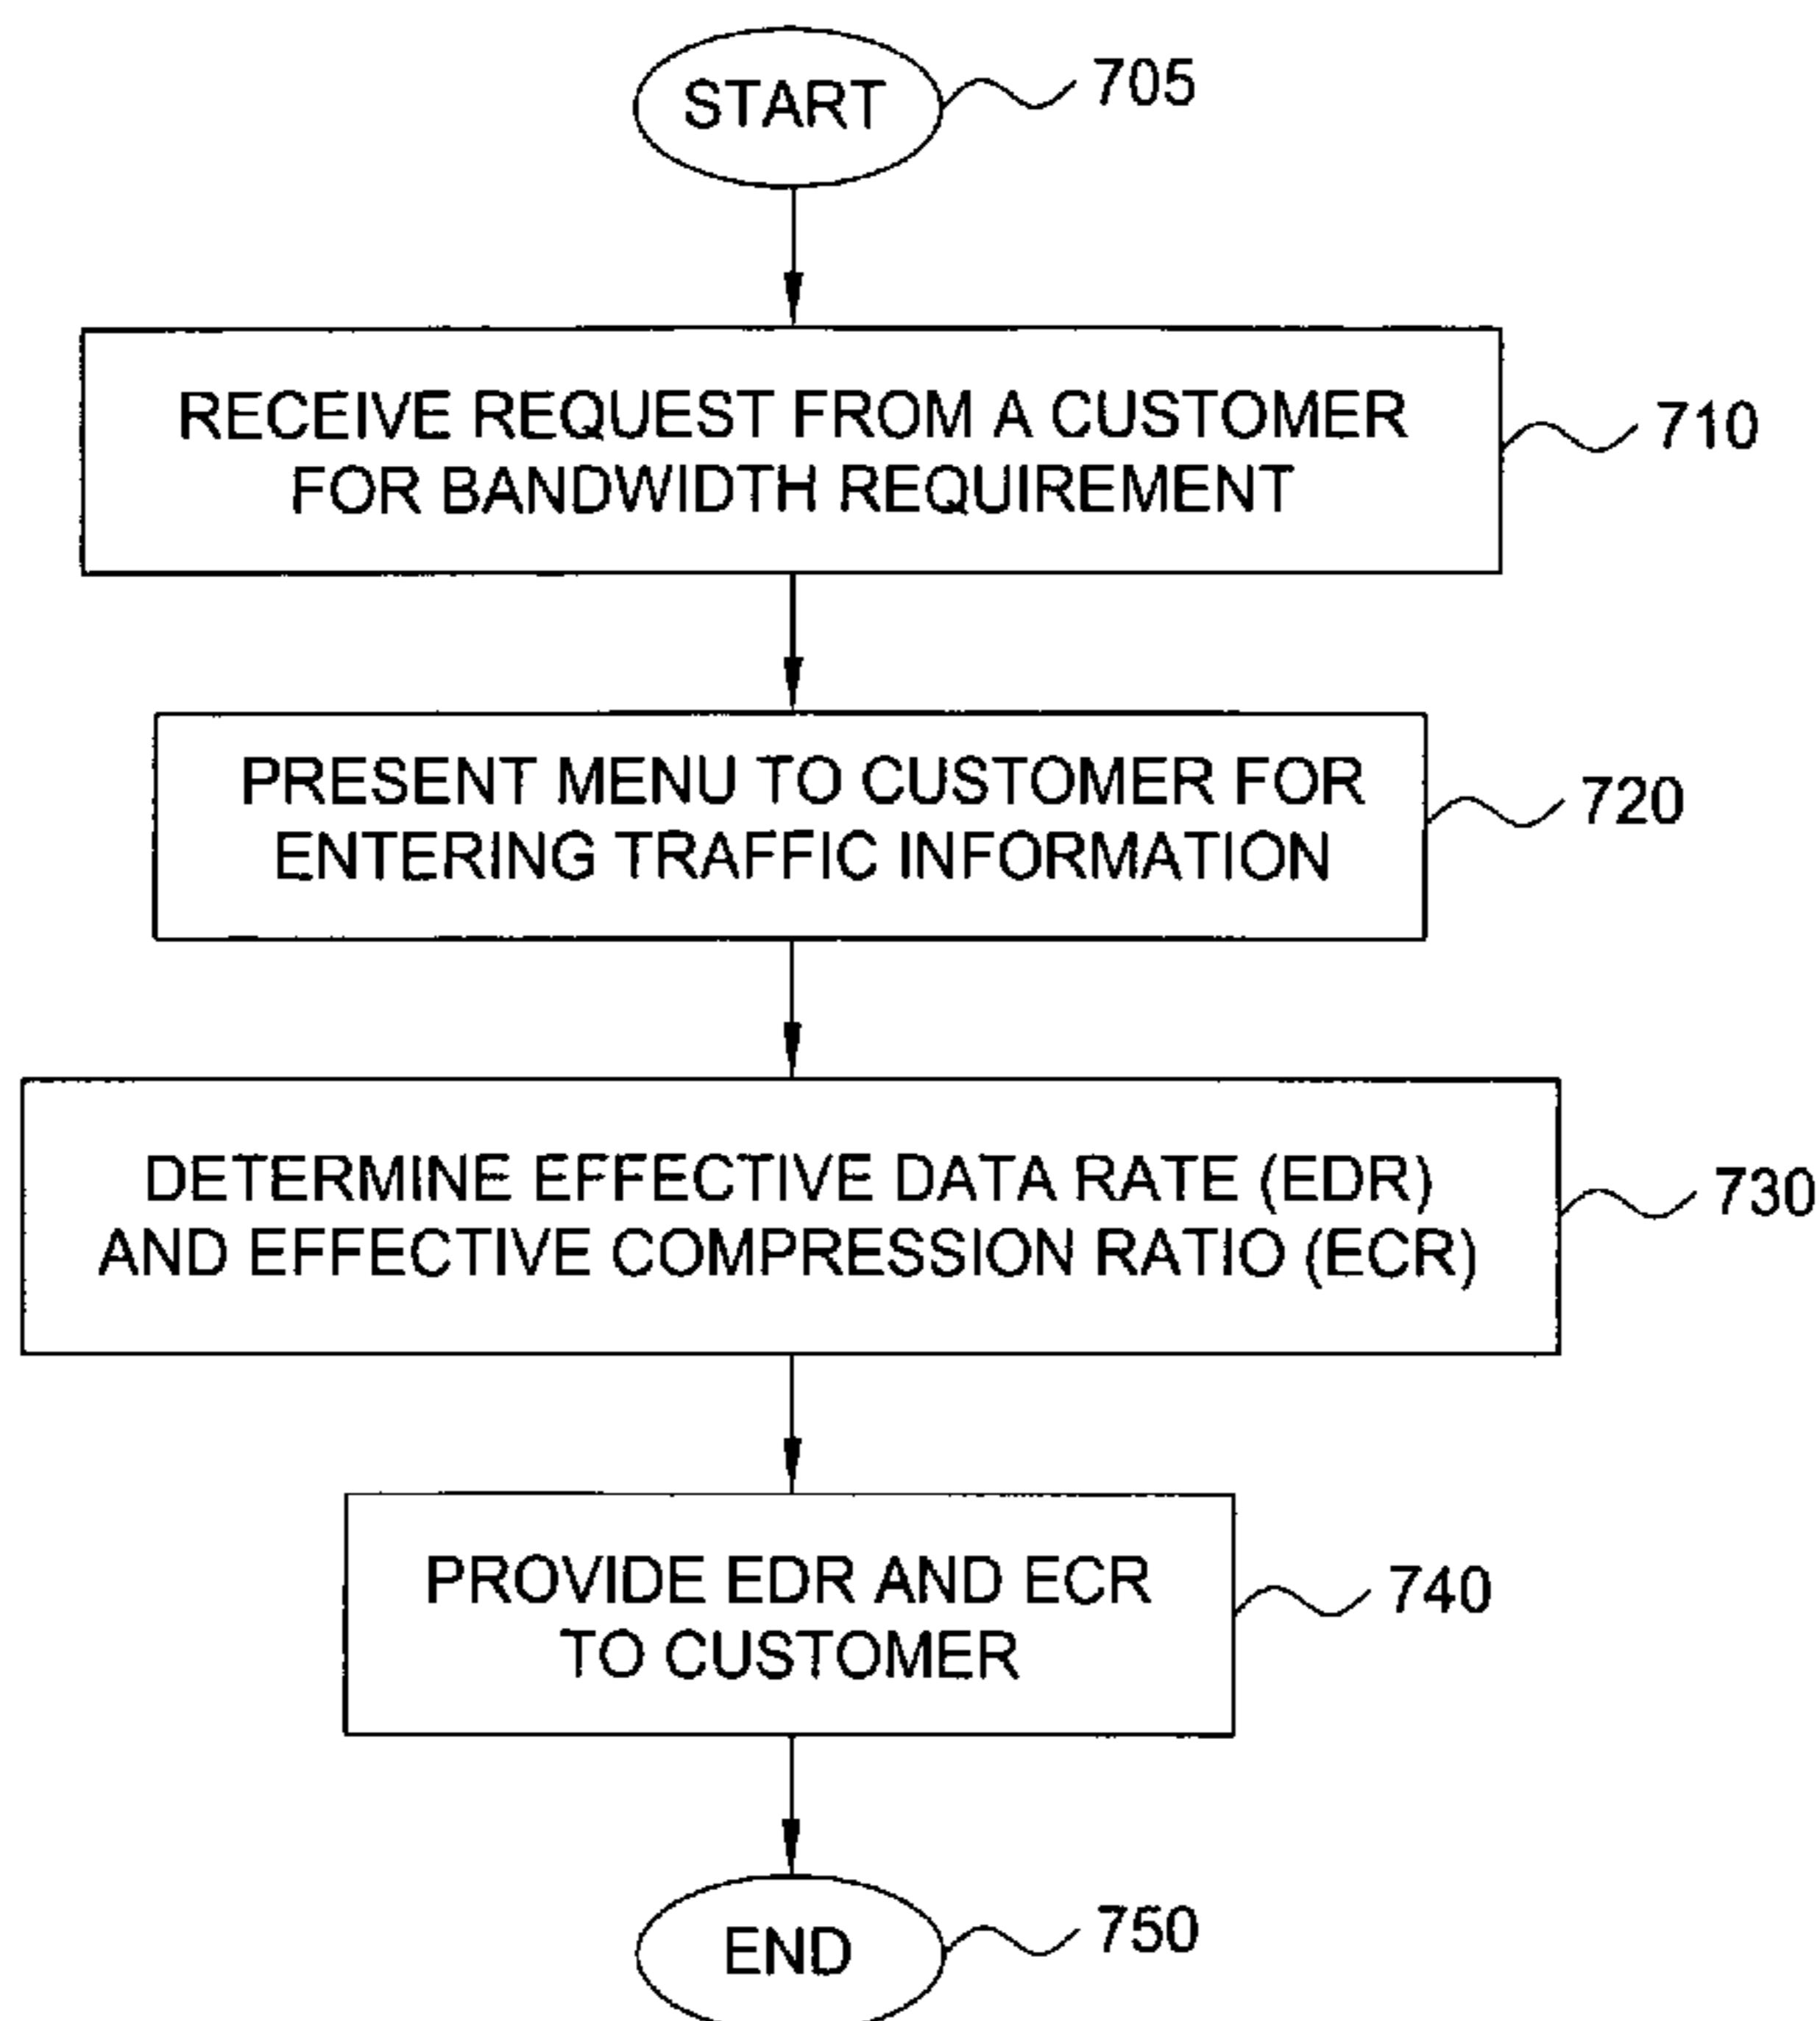 START
705
RECEIVE REQUEST FROM A CUSTOMER
FOR BANDWIDTH REQUIREMENT
710
PRESENT MENU TO CUSTOMER FOR
ENTERING TRAFFIC INFORMATION
720
DETERMINE EFFECTIVE DATA RATE (EDR)
AND EFFECTIVE COMPRESSION RATIO (ECR)
730
PROVIDE EDR AND ECR
TO CUSTOMER
740
END
750